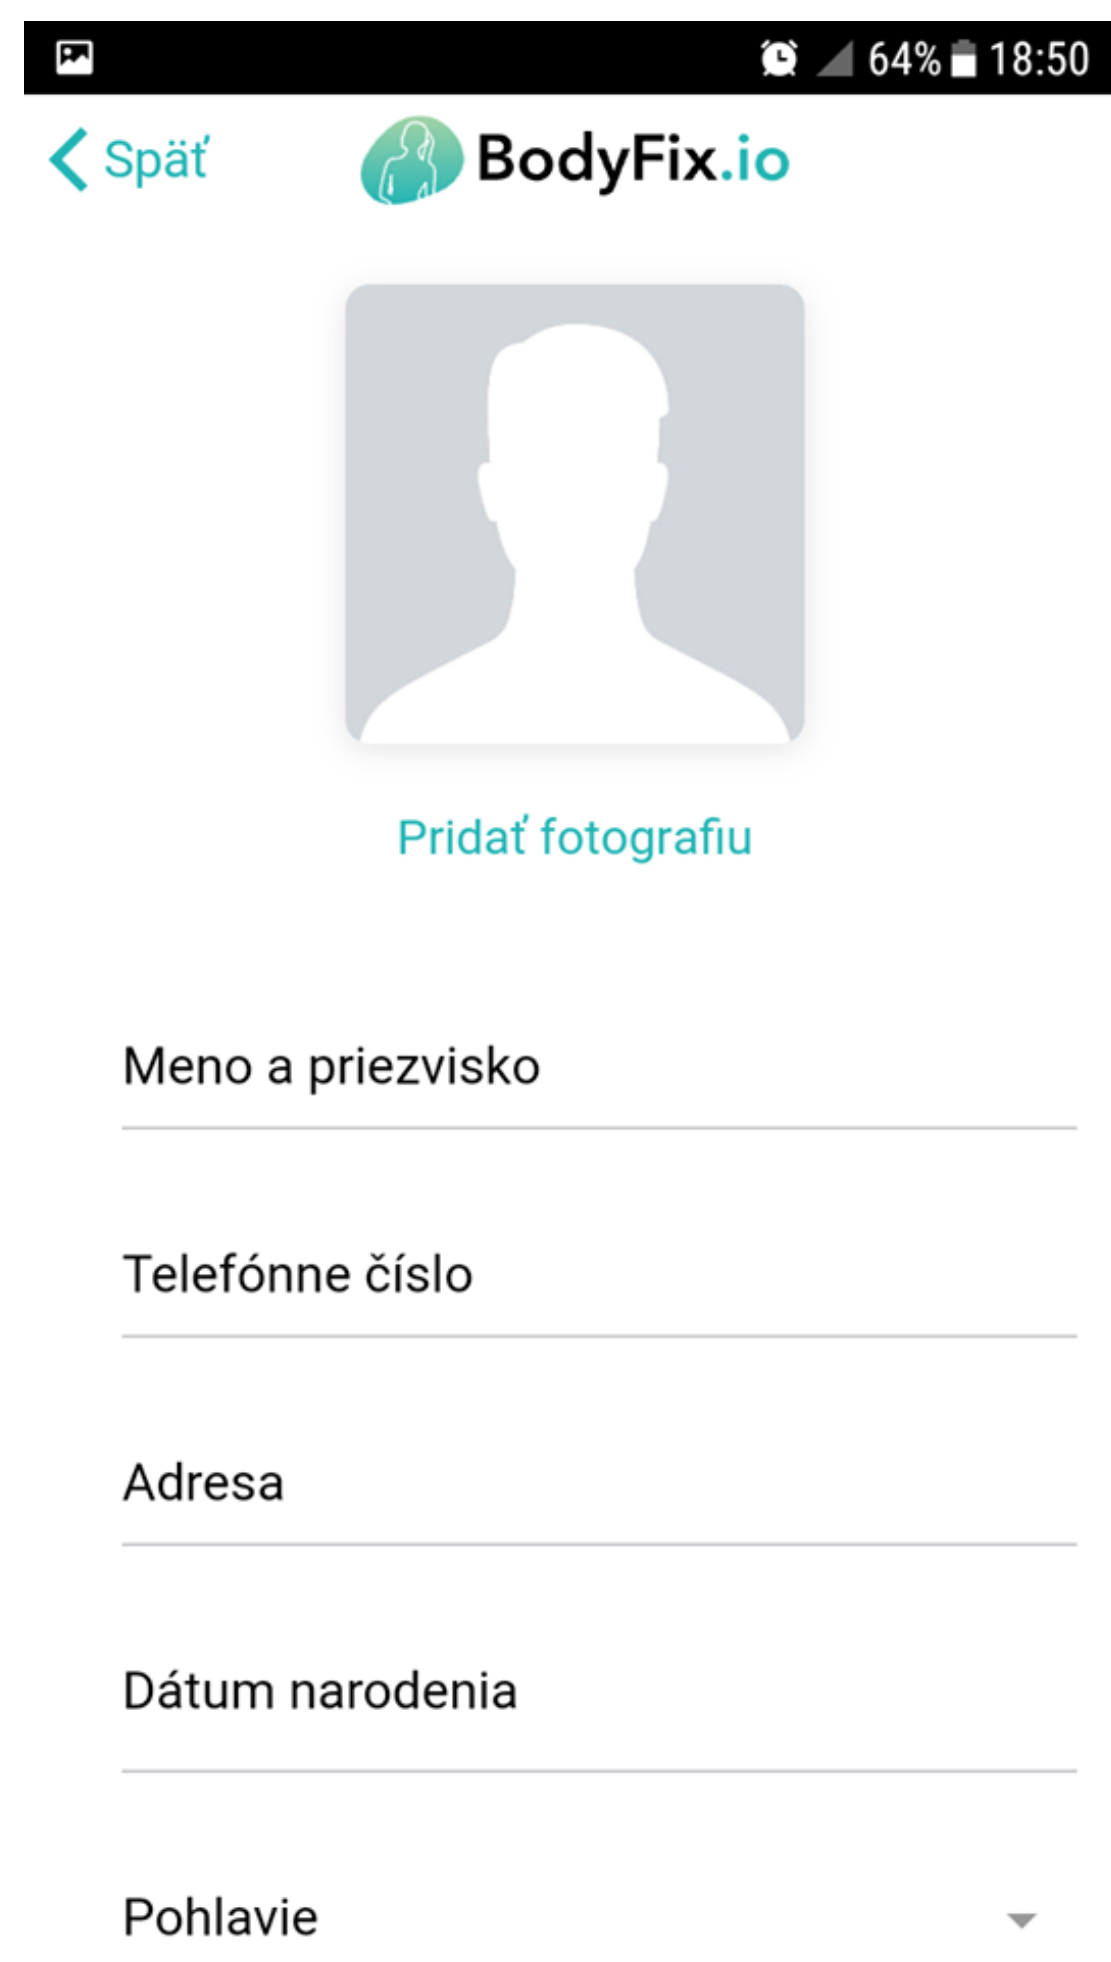 64% 18:50
Späť BodyFix.io
Pridať fotografiu
Meno a priezvisko
Telefónne číslo
Adresa
Dátum narodenia
Pohlavie